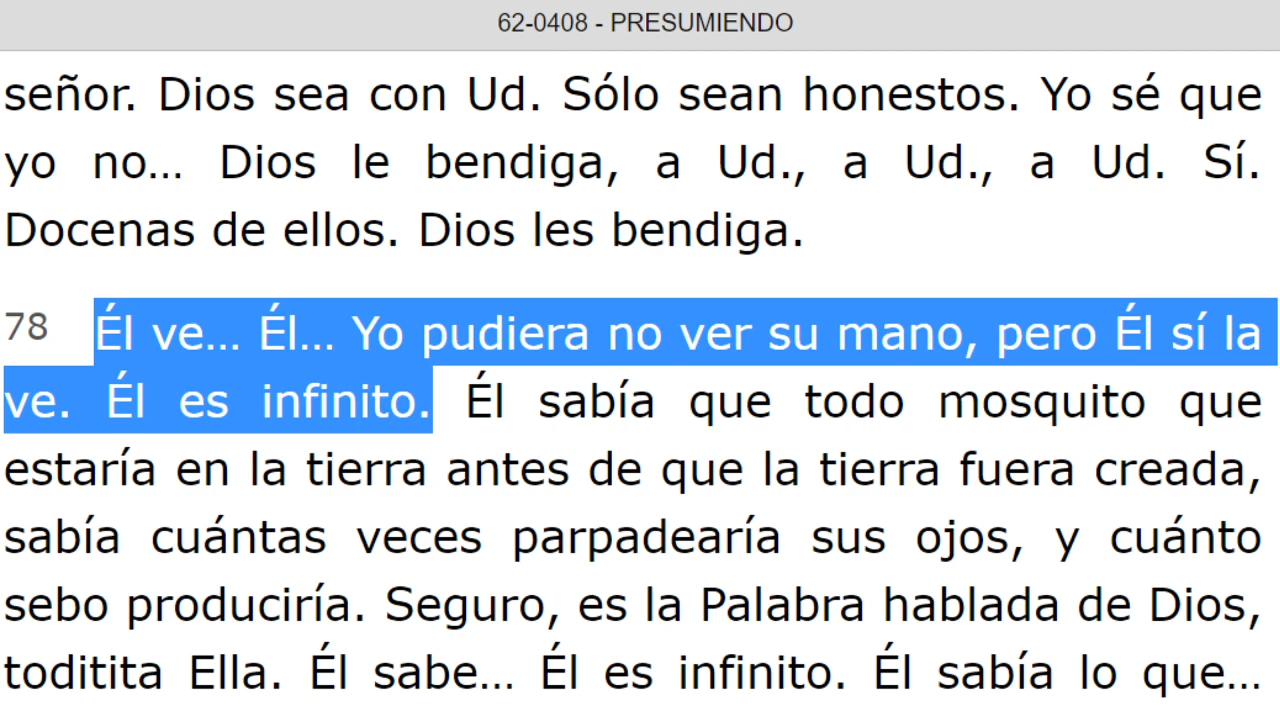 62-0408 - PRESUMIENDO
señor. Dios sea con Ud. Sólo sean honestos. Yo sé que
yo no… Dios le bendiga, a Ud., a Ud., a Ud. Sí.
Docenas de ellos. Dios les bendiga.
78 Él ve… Él… Yo pudiera no ver su mano, pero Él sí la
ve. Él es infinito. Él sabía que todo mosquito que
estaría en la tierra antes de que la tierra fuera creada,
sabía cuántas veces parpadearía sus ojos, y cuánto
sebo produciría. Seguro, es la Palabra hablada de Dios,
toditita Ella. Él sabe… Él es infinito. Él sabía lo que…